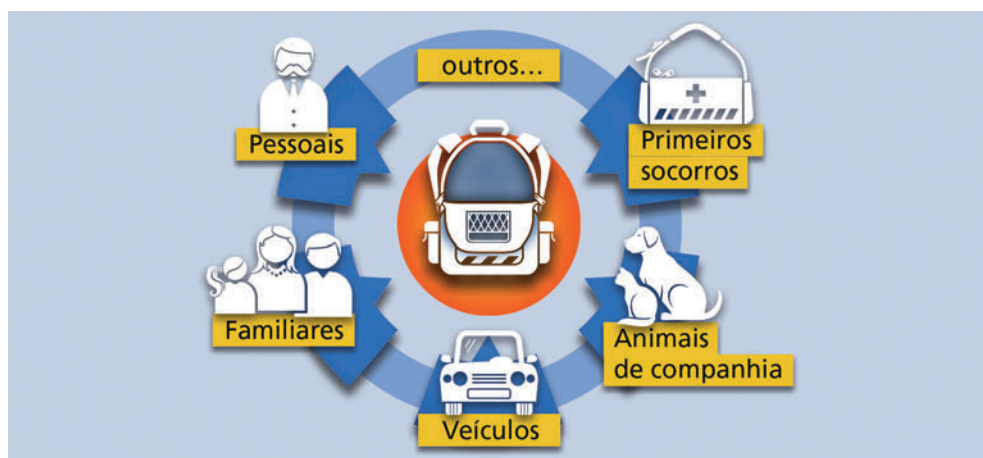 outros...
Pessoais
Primeiros
socorros
Familiares
Animais
de companhia
Veículos